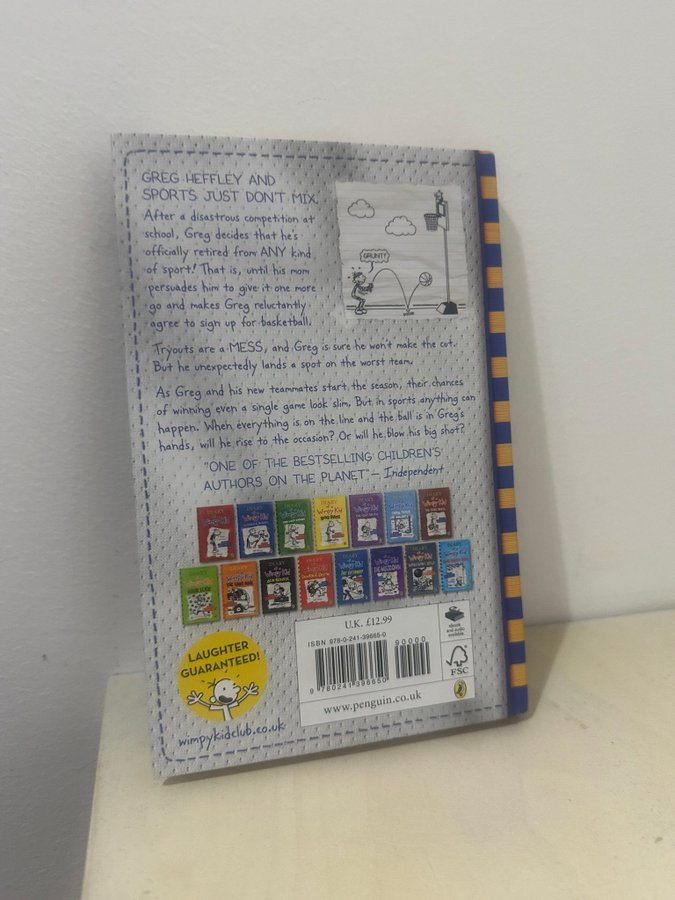 GREG HEFFLEY AND
SPORTS JUST DON'T MIX.
After a disastrous competition at
school, Greg decides that he's
officially retired from ANY kind
of sport! That is, until his mom
persuades him to give it one more
go and makes Greg reluctantly
agree to sign up for basketball.
GRUNT!
Tryouts are a MESS, and Greg is sure he won't make the cut.
But he unexpectedly lands a spot on the worst team.
As Greg and his new teammates start the season, their chances
of winning even a single game look slim. But in sports anything can
happen. When everything is on the line and the ball is in Greg's
hands, will he rise to the occasion? Or will he blow his big shot?
"ONE OF THE BESTSELLING CHILDREN'S
AUTHORS ON THE PLANET" – Independent
LAUGHTER
GUARANTEED!
wimpykidclub.co.uk
U.K. £12.99
ISBN 978-0-241-39665-0
90000
9 780241 396650
www.penguin.co.uk
ebook
and audio
available
FSC